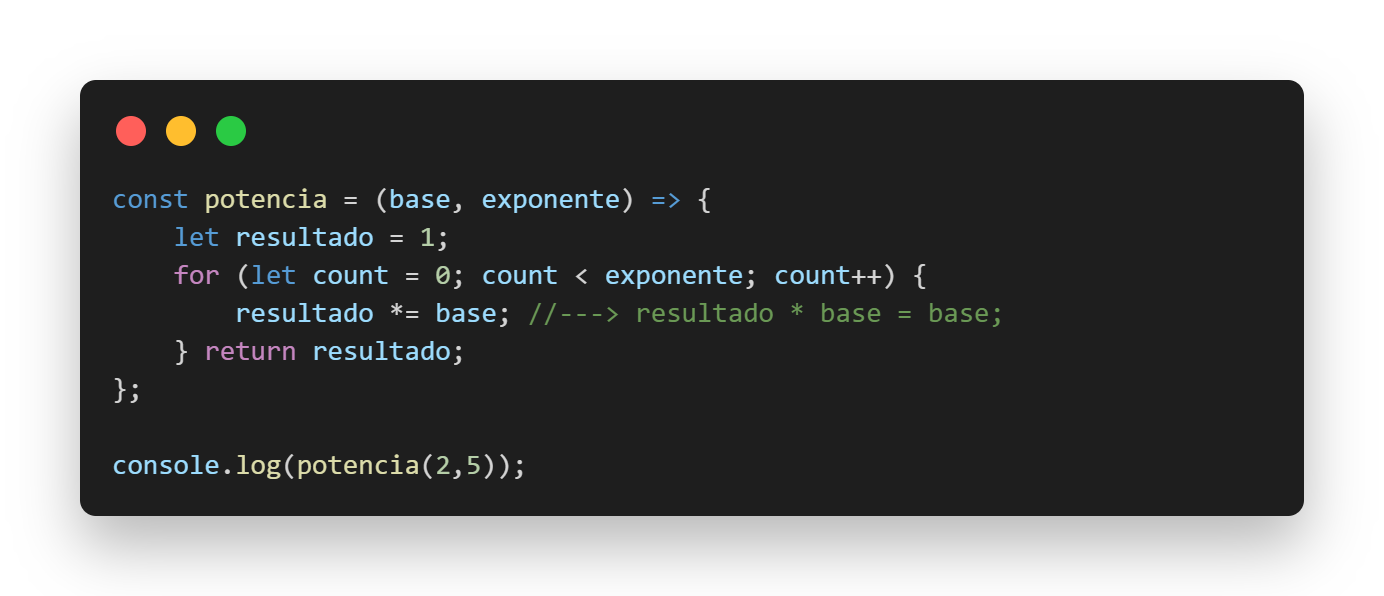 const potencia = (base, exponente) => {
    let resultado = 1;
    for (let count = 0; count < exponente; count++) {
        resultado *= base; //---> resultado * base = base;
    } return resultado;
};

console.log(potencia(2,5));